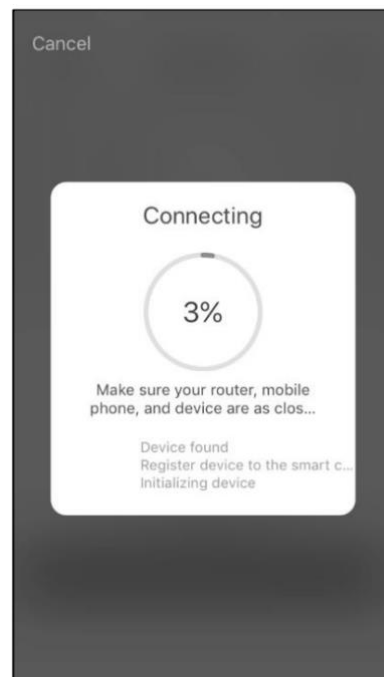 Cancel
Connecting
3%
Make sure your router, mobile
phone, and device are as clos...
Device found
Register device to the smart c...
Initializing device